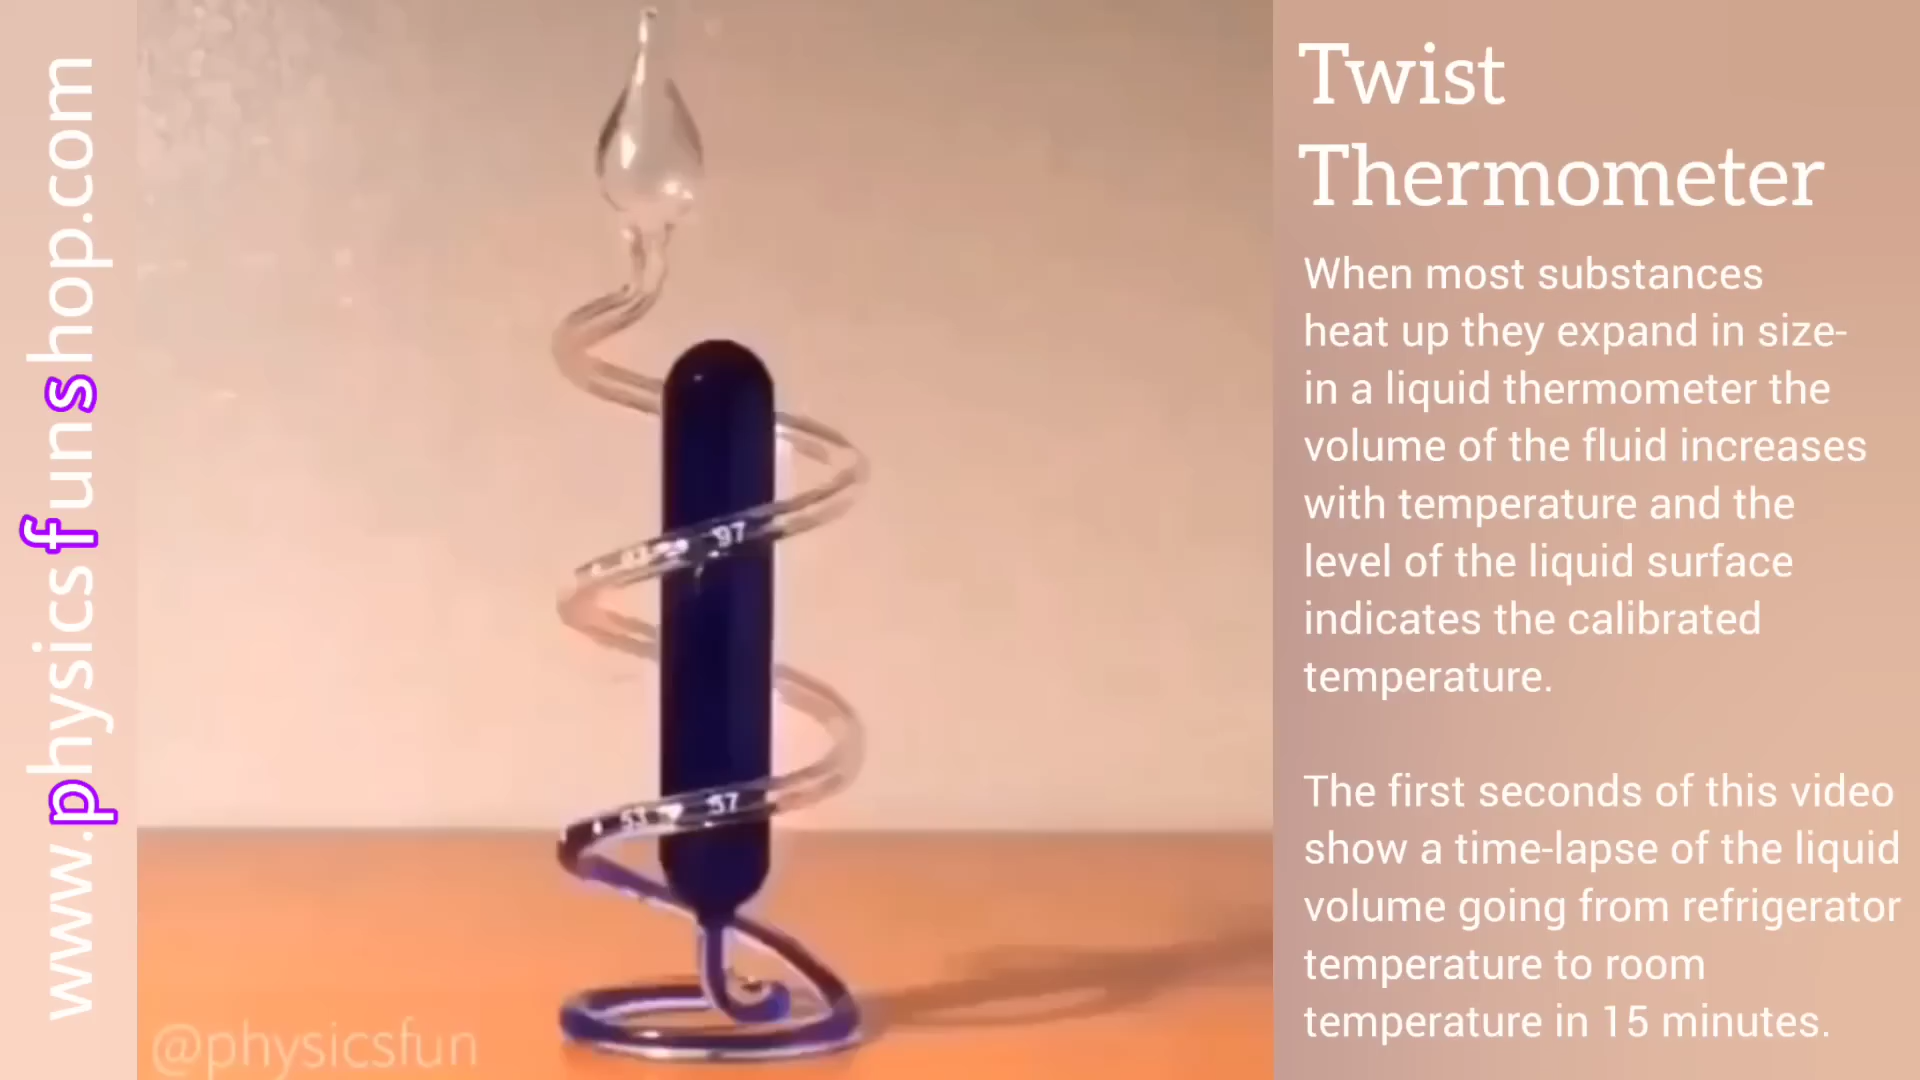 www.physicsfunshop.com
Twist
Thermometer
When most substances
heat up they expand in size-
in a liquid thermometer the
volume of the fluid increases
with temperature and the
level of the liquid surface
indicates the calibrated
temperature.
The first seconds of this video
show a time-lapse of the liquid
volume going from refrigerator
temperature to room
temperature in 15 minutes.
97
53
57
@physicsfun